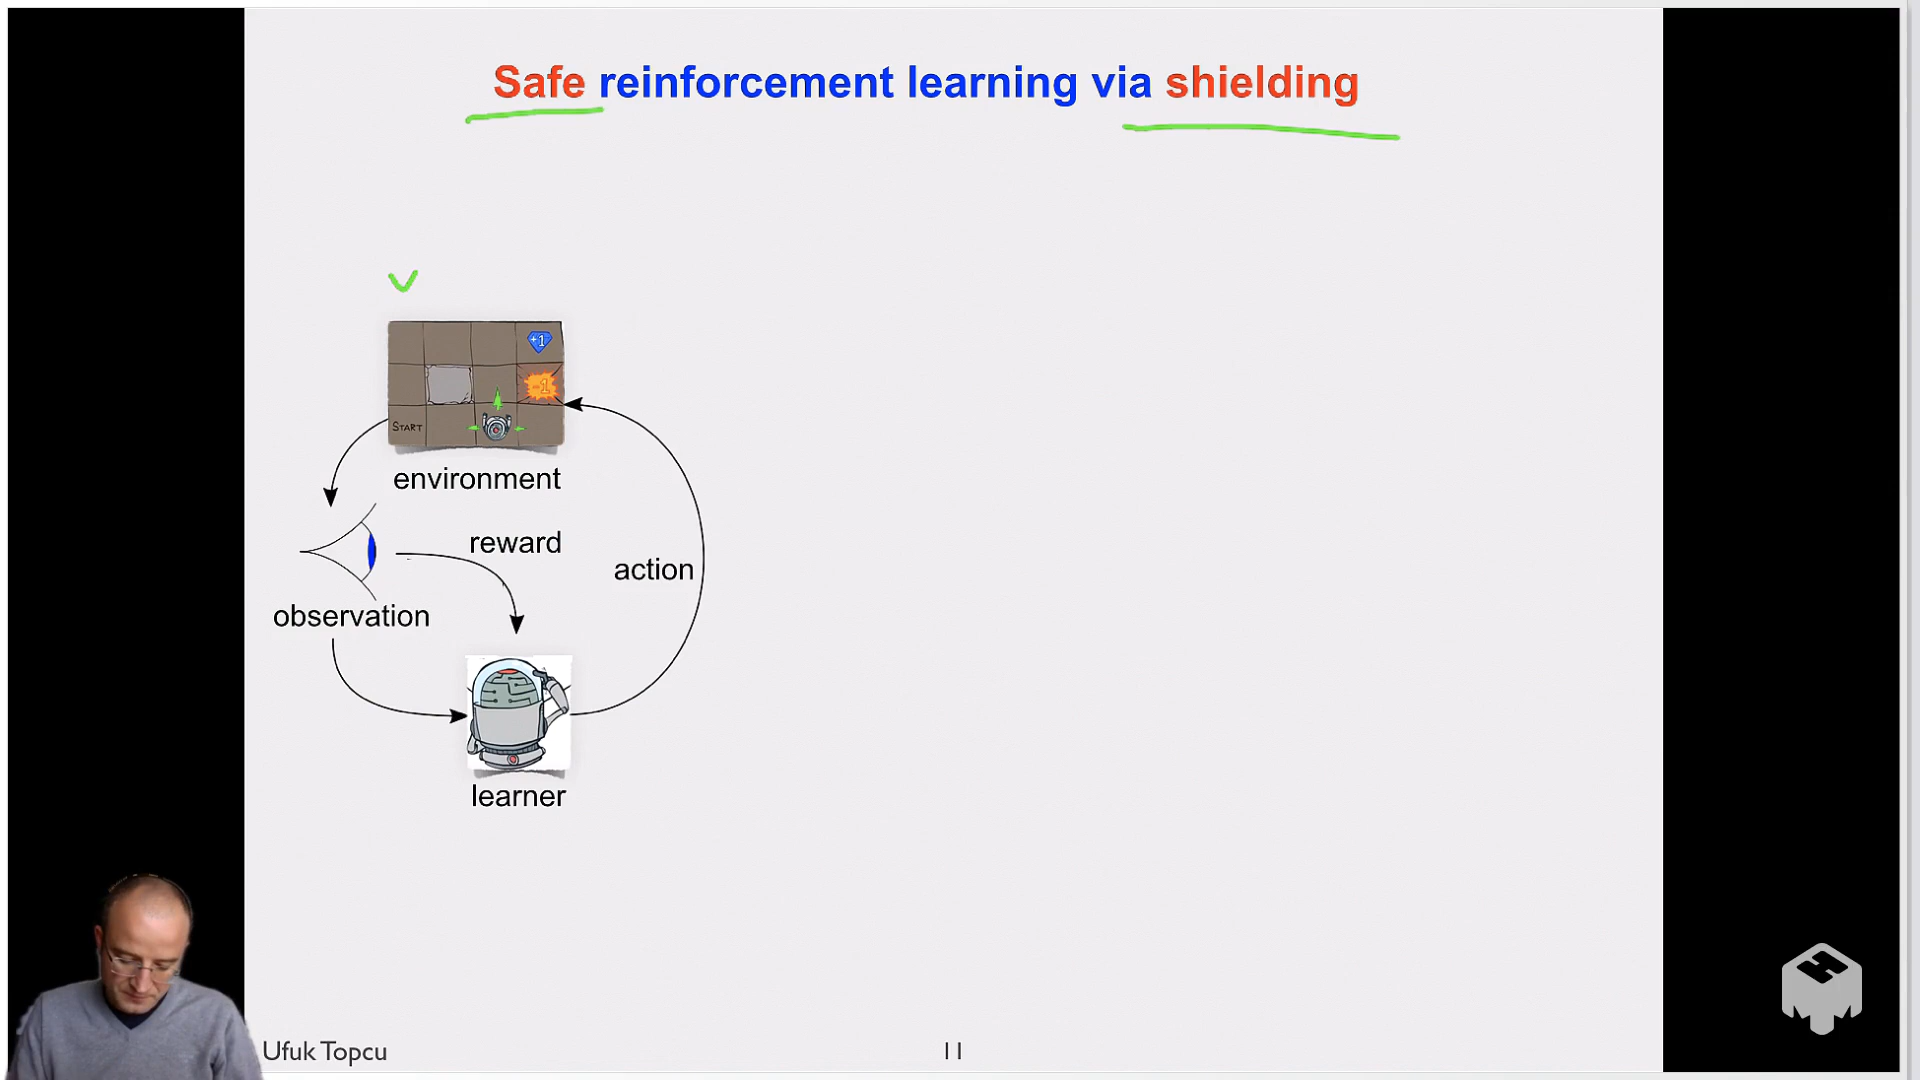 Safe reinforcement learning via shielding
+1
-1
START
environment
reward
action
observation
learner
Ufuk Topcu
11